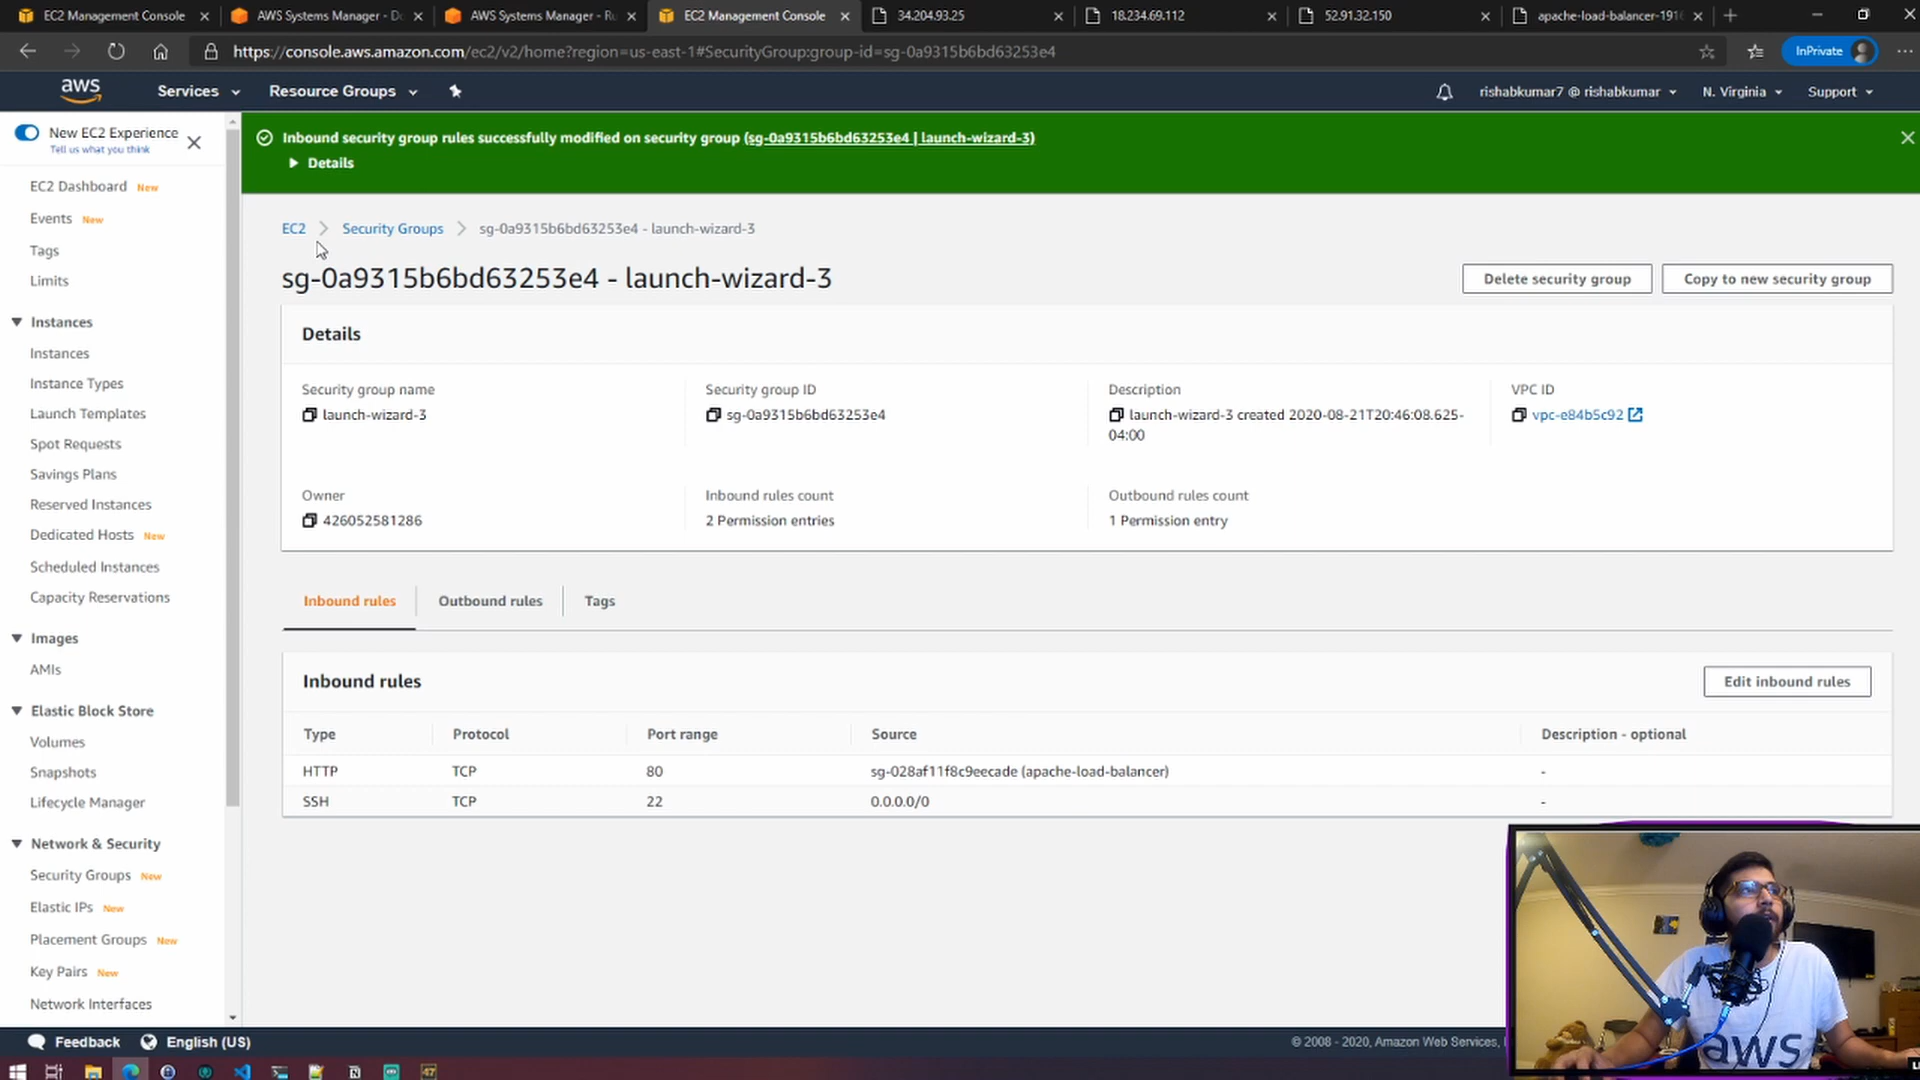 EC2 Management Console
AWS Systems Manager - Do
AWS Systems Manager - Ru
EC2 Management Console
34.204.93.25
18.234.69.112
52.91.32.150
apache-load-balancer-191
https://console.aws.amazon.com/ec2/v2/home?region=us-east-1#SecurityGroup:group-id=sg-0a9315b6bd63253e4
InPrivate
aws
Services
Resource Groups
rishabkumar7 @ rishabkumar
N. Virginia
Support
New EC2 Experience
Tell us what you think
EC2 Dashboard New
Events New
Tags
Limits
Instances
Instances
Instance Types
Launch Templates
Spot Requests
Savings Plans
Reserved Instances
Dedicated Hosts New
Scheduled Instances
Capacity Reservations
Images
AMIs
Elastic Block Store
Volumes
Snapshots
Lifecycle Manager
Network & Security
Security Groups New
Elastic IPs New
Placement Groups New
Key Pairs New
Network Interfaces
Inbound security group rules successfully modified on security group (sg-0a9315b6bd63253e4 | launch-wizard-3)
Details
EC2
Security Groups
sg-0a9315b6bd63253e4 - launch-wizard-3
sg-0a9315b6bd63253e4 - launch-wizard-3
Delete security group
Copy to new security group
Details
Security group name
launch-wizard-3
Security group ID
sg-0a9315b6bd63253e4
Description
launch-wizard-3 created 2020-08-21T20:46:08.625-
04:00
VPC ID
vpc-e84b5c92
Owner
426052581286
Inbound rules count
2 Permission entries
Outbound rules count
1 Permission entry
Inbound rules
Outbound rules
Tags
Inbound rules
Edit inbound rules
Type Protocol Port range Source Description - optional
HTTP TCP 80 sg-028af11f8c9eecade (apache-load-balancer) -
SSH TCP 22 0.0.0.0/0 -
aws
Feedback
English (US)
© 2008 - 2020, Amazon Web Services,